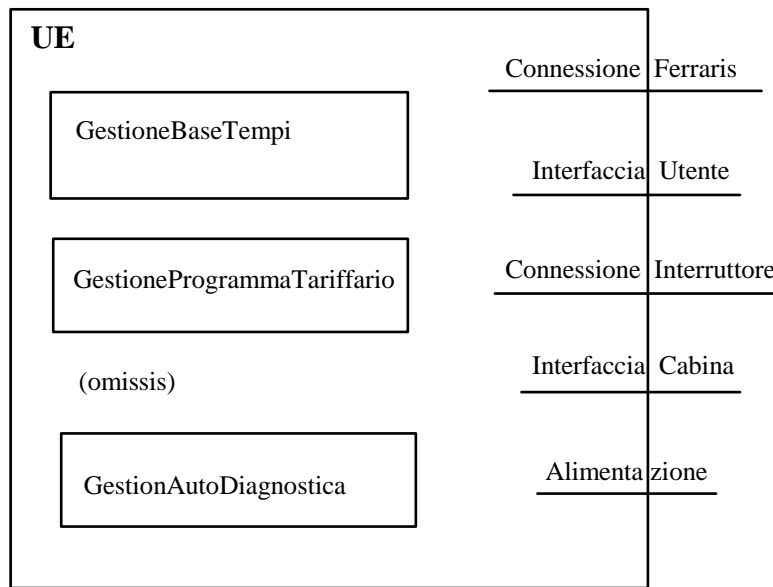 UE
Connessione Ferraris
GestioneBaseTempi
Interfaccia Utente
GestioneProgrammaTariffario
Connessione Interruttore
(omissis)
Interfaccia Cabina
GestionAutoDiagnostica
Alimentazione